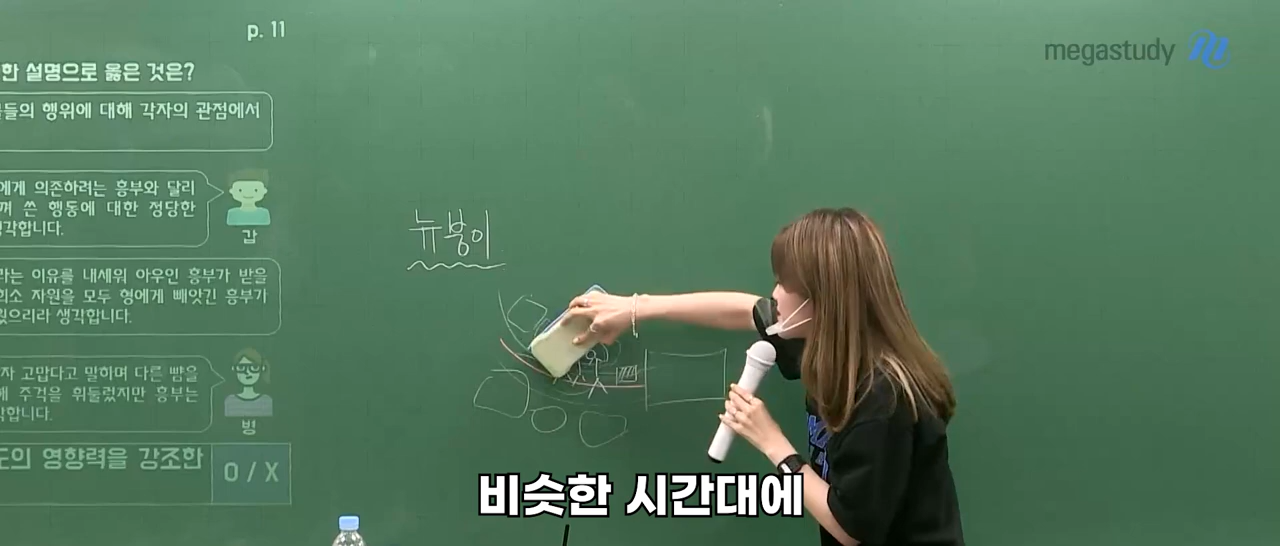 p. 11
megastudy
한 설명으로 옳은 것은?
들의 행위에 대해 각자의 관점에서
에게 의존하려는 흥부와 달리
껴 쓴 행동에 대한 정당한
생각합니다.
갑
뉴붕이
라는 이유를 내세워 아우인 흥부가 받을
희소 자원을 모두 형에게 빼앗긴 흥부가
으리라 생각합니다.
자 고맙다고 말하며 다른 뺨을
해 주걱을 휘둘렀지만 흥부는
각합니다.
병
도의 영향력을 강조한
O / X
비슷한 시간대에